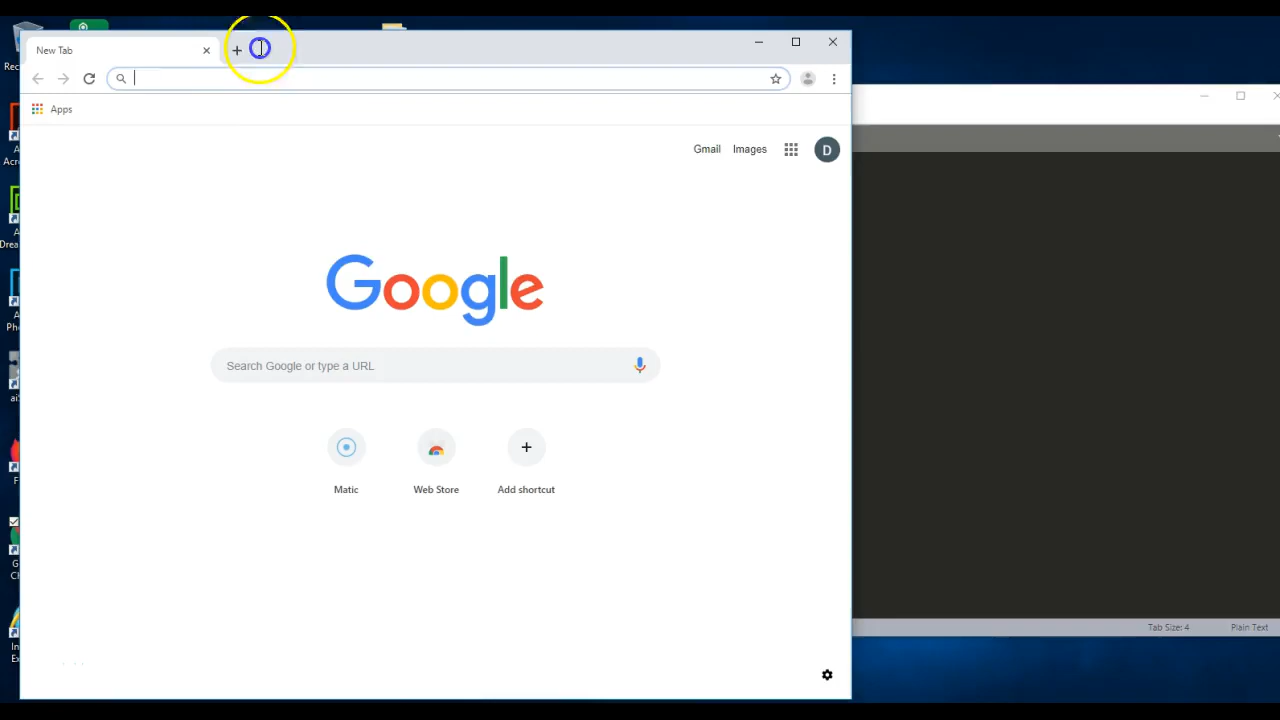 New Tab
Apps
Gmail Images
D
Google
Search Google or type a URL
Matic Web Store Add shortcut
Tab Size: 4 Plain Text